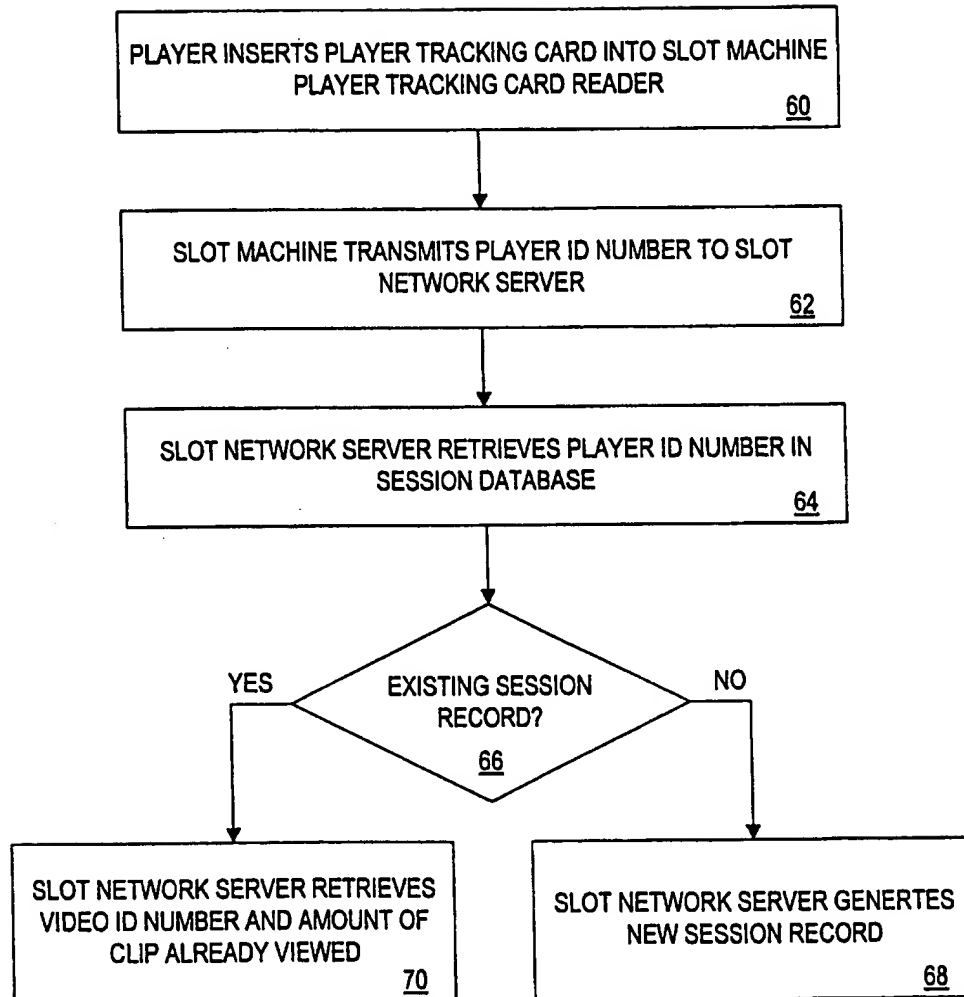 PLAYER INSERTS PLAYER TRACKING CARD INTO SLOT MACHINE
PLAYER TRACKING CARD READER
60
SLOT MACHINE TRANSMITS PLAYER ID NUMBER TO SLOT
NETWORK SERVER
62
SLOT NETWORK SERVER RETRIEVES PLAYER ID NUMBER IN
SESSION DATABASE
64
YES
EXISTING SESSION
RECORD?
66
NO
SLOT NETWORK SERVER RETRIEVES
VIDEO ID NUMBER AND AMOUNT OF
CLIP ALREADY VIEWED
70
SLOT NETWORK SERVER GENERTES
NEW SESSION RECORD
68